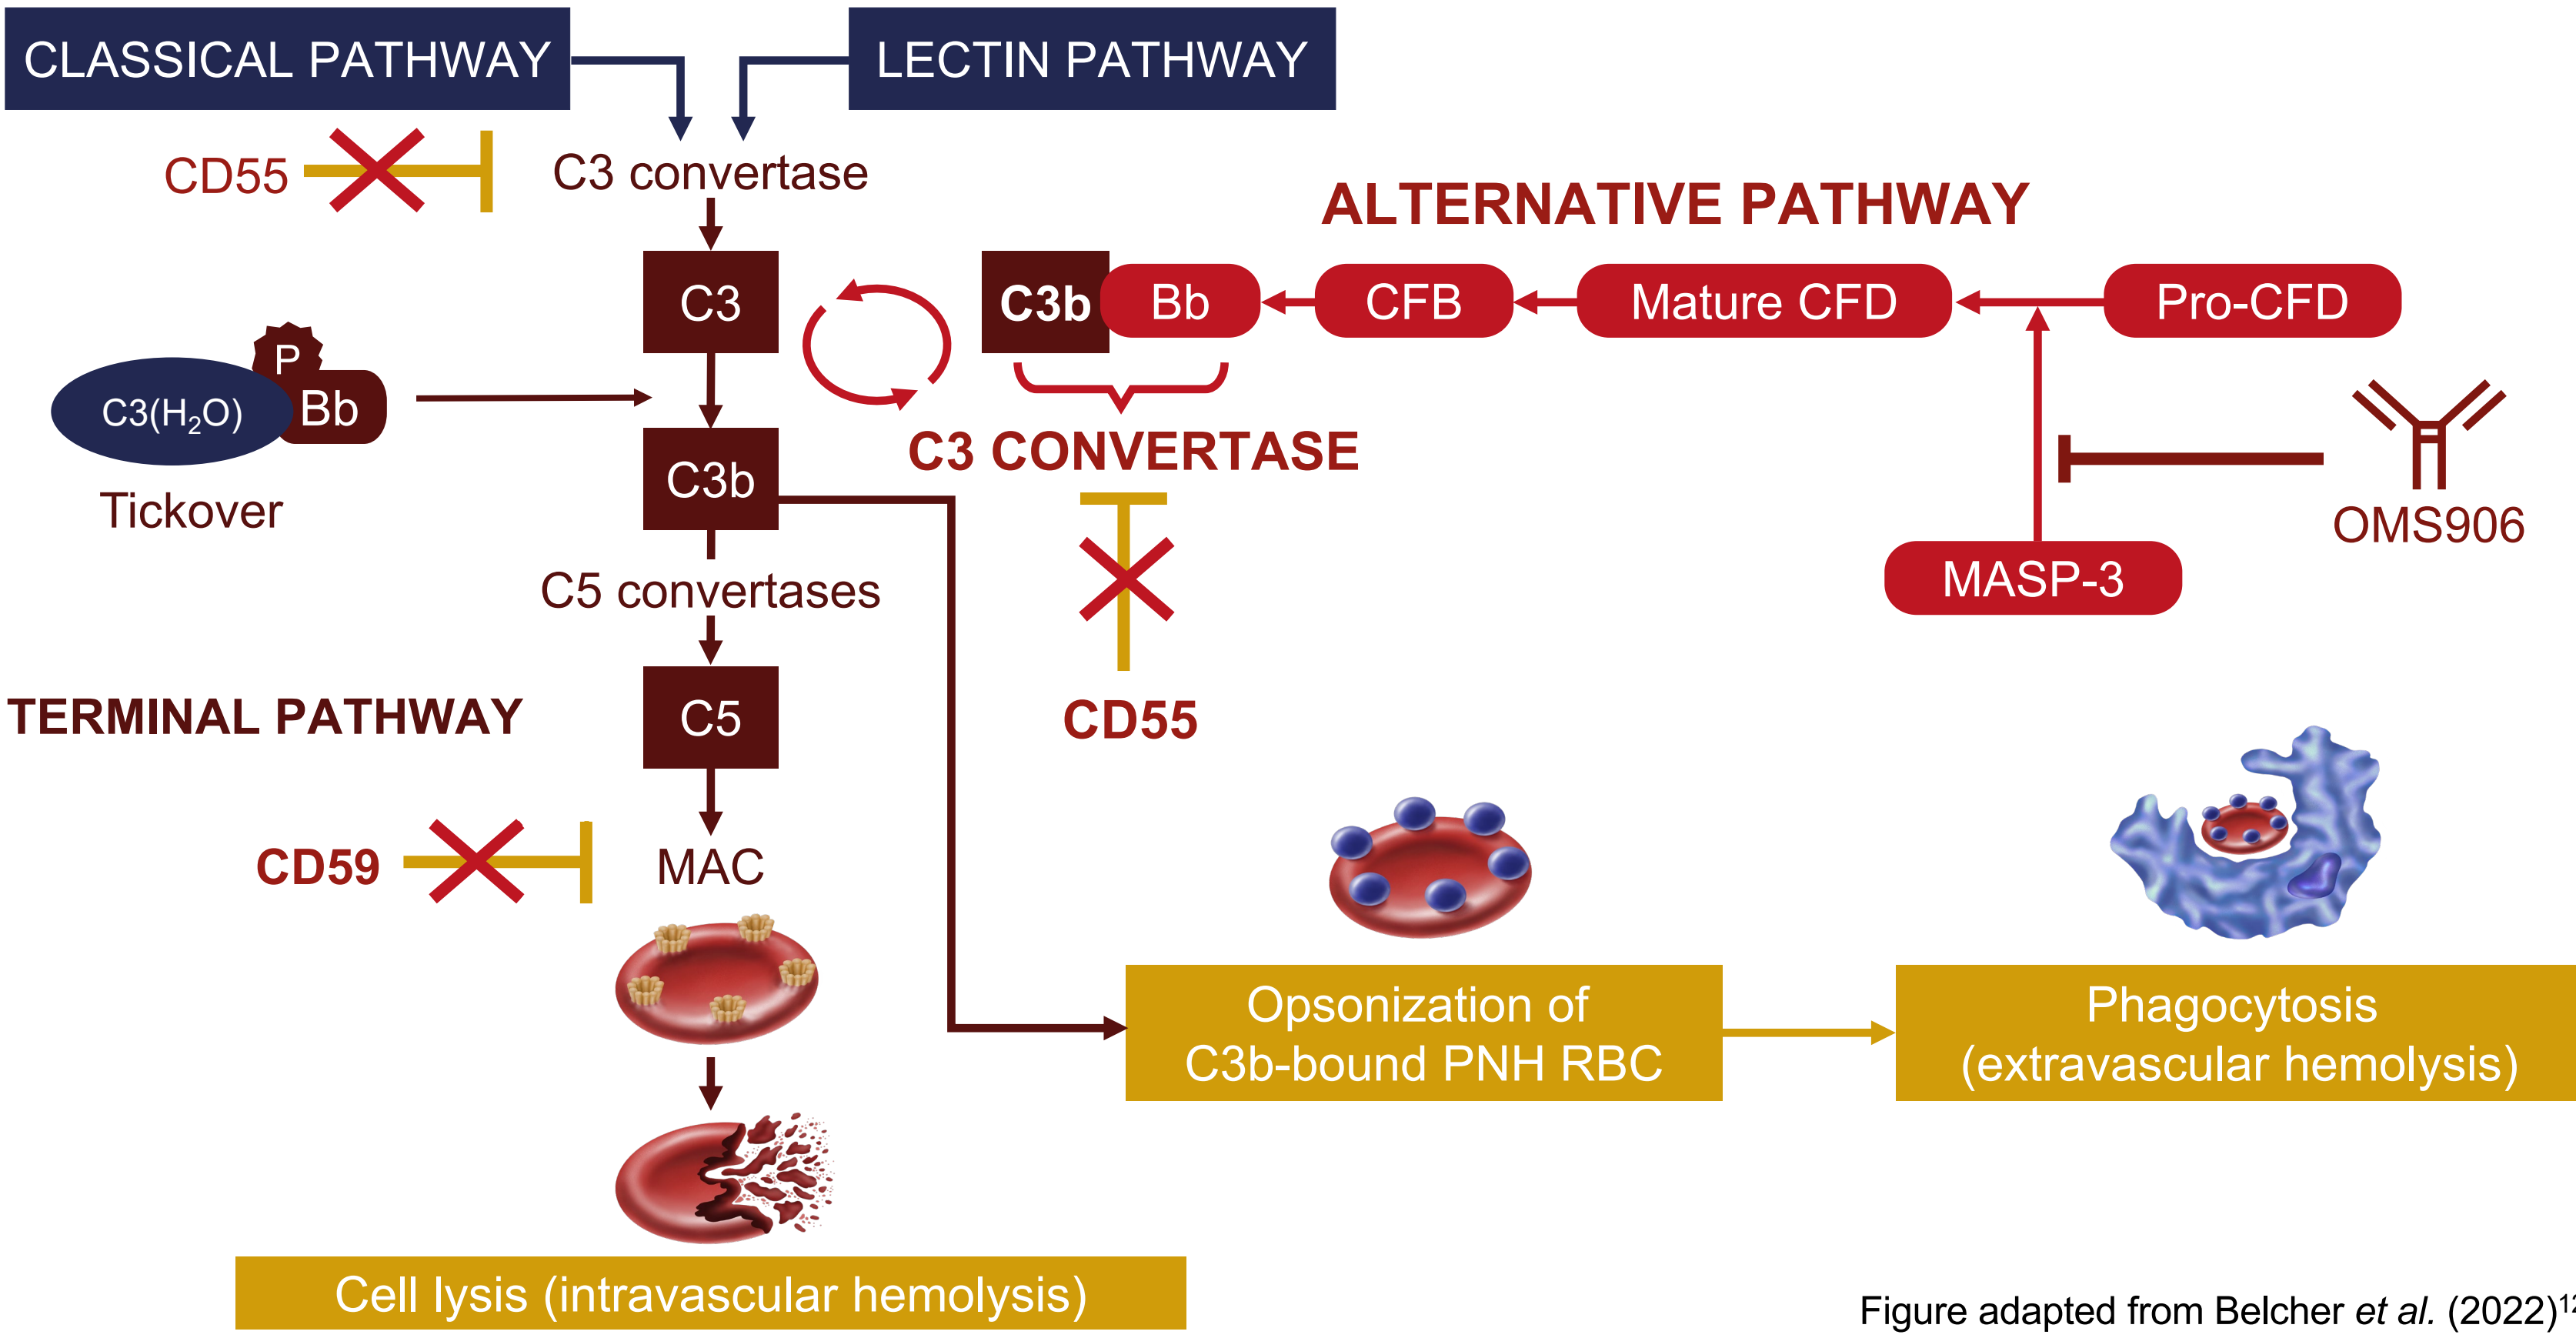 CLASSICAL PATHWAY
LECTIN PATHWAY
CD55
C3 convertase
ALTERNATIVE PATHWAY
C3
C3b
Bb
CFB
Mature CFD
Pro-CFD
P
C3(H₂O)
Bb
Tickover
C3 CONVERTASE
C3b
OMS906
C5 convertases
MASP-3
TERMINAL PATHWAY
C5
CD55
CD59
MAC
Opsonization of
C3b-bound PNH RBC
Phagocytosis
(extravascular hemolysis)
Cell lysis (intravascular hemolysis)
Figure adapted from Belcher et al. (2022)¹²